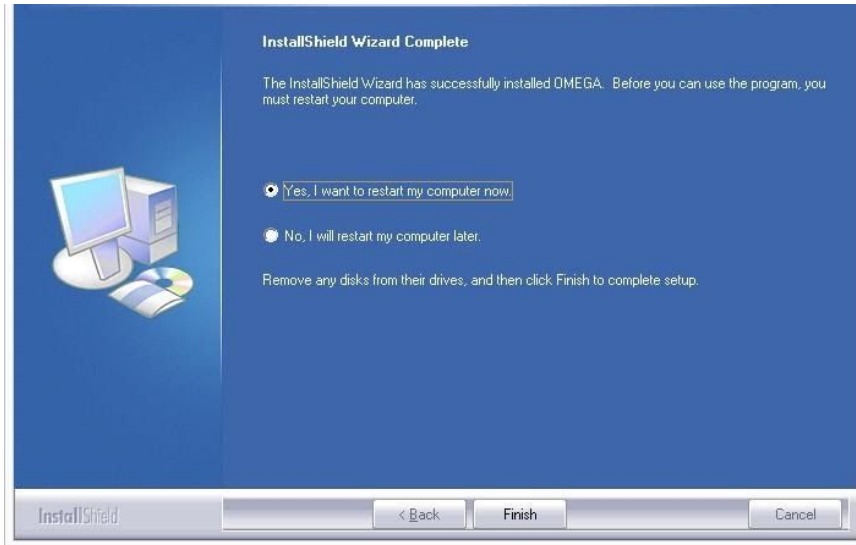 InstallShield Wizard Complete
The InstallShield Wizard has successfully installed OMEGA. Before you can use the program, you
must restart your computer.
Yes, I want to restart my computer now.
No, I will restart my computer later.
Remove any disks from their drives, and then click Finish to complete setup.
InstallShield
< Back Finish Cancel